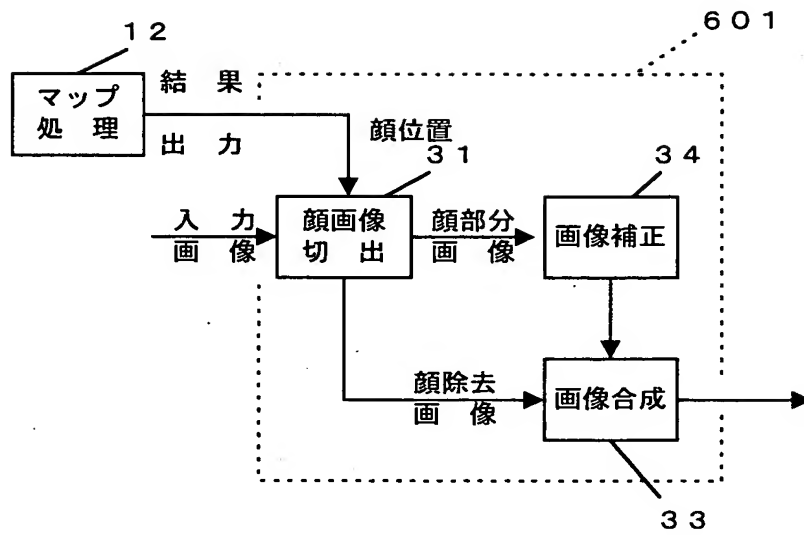 ６０１
１２
マップ
処 理
結 果
出 力
顔位置
３１
３４
入 力
画 像
顔画像
切 出
顔部分
画 像
画像補正
顔除去
画 像
画像合成
３３